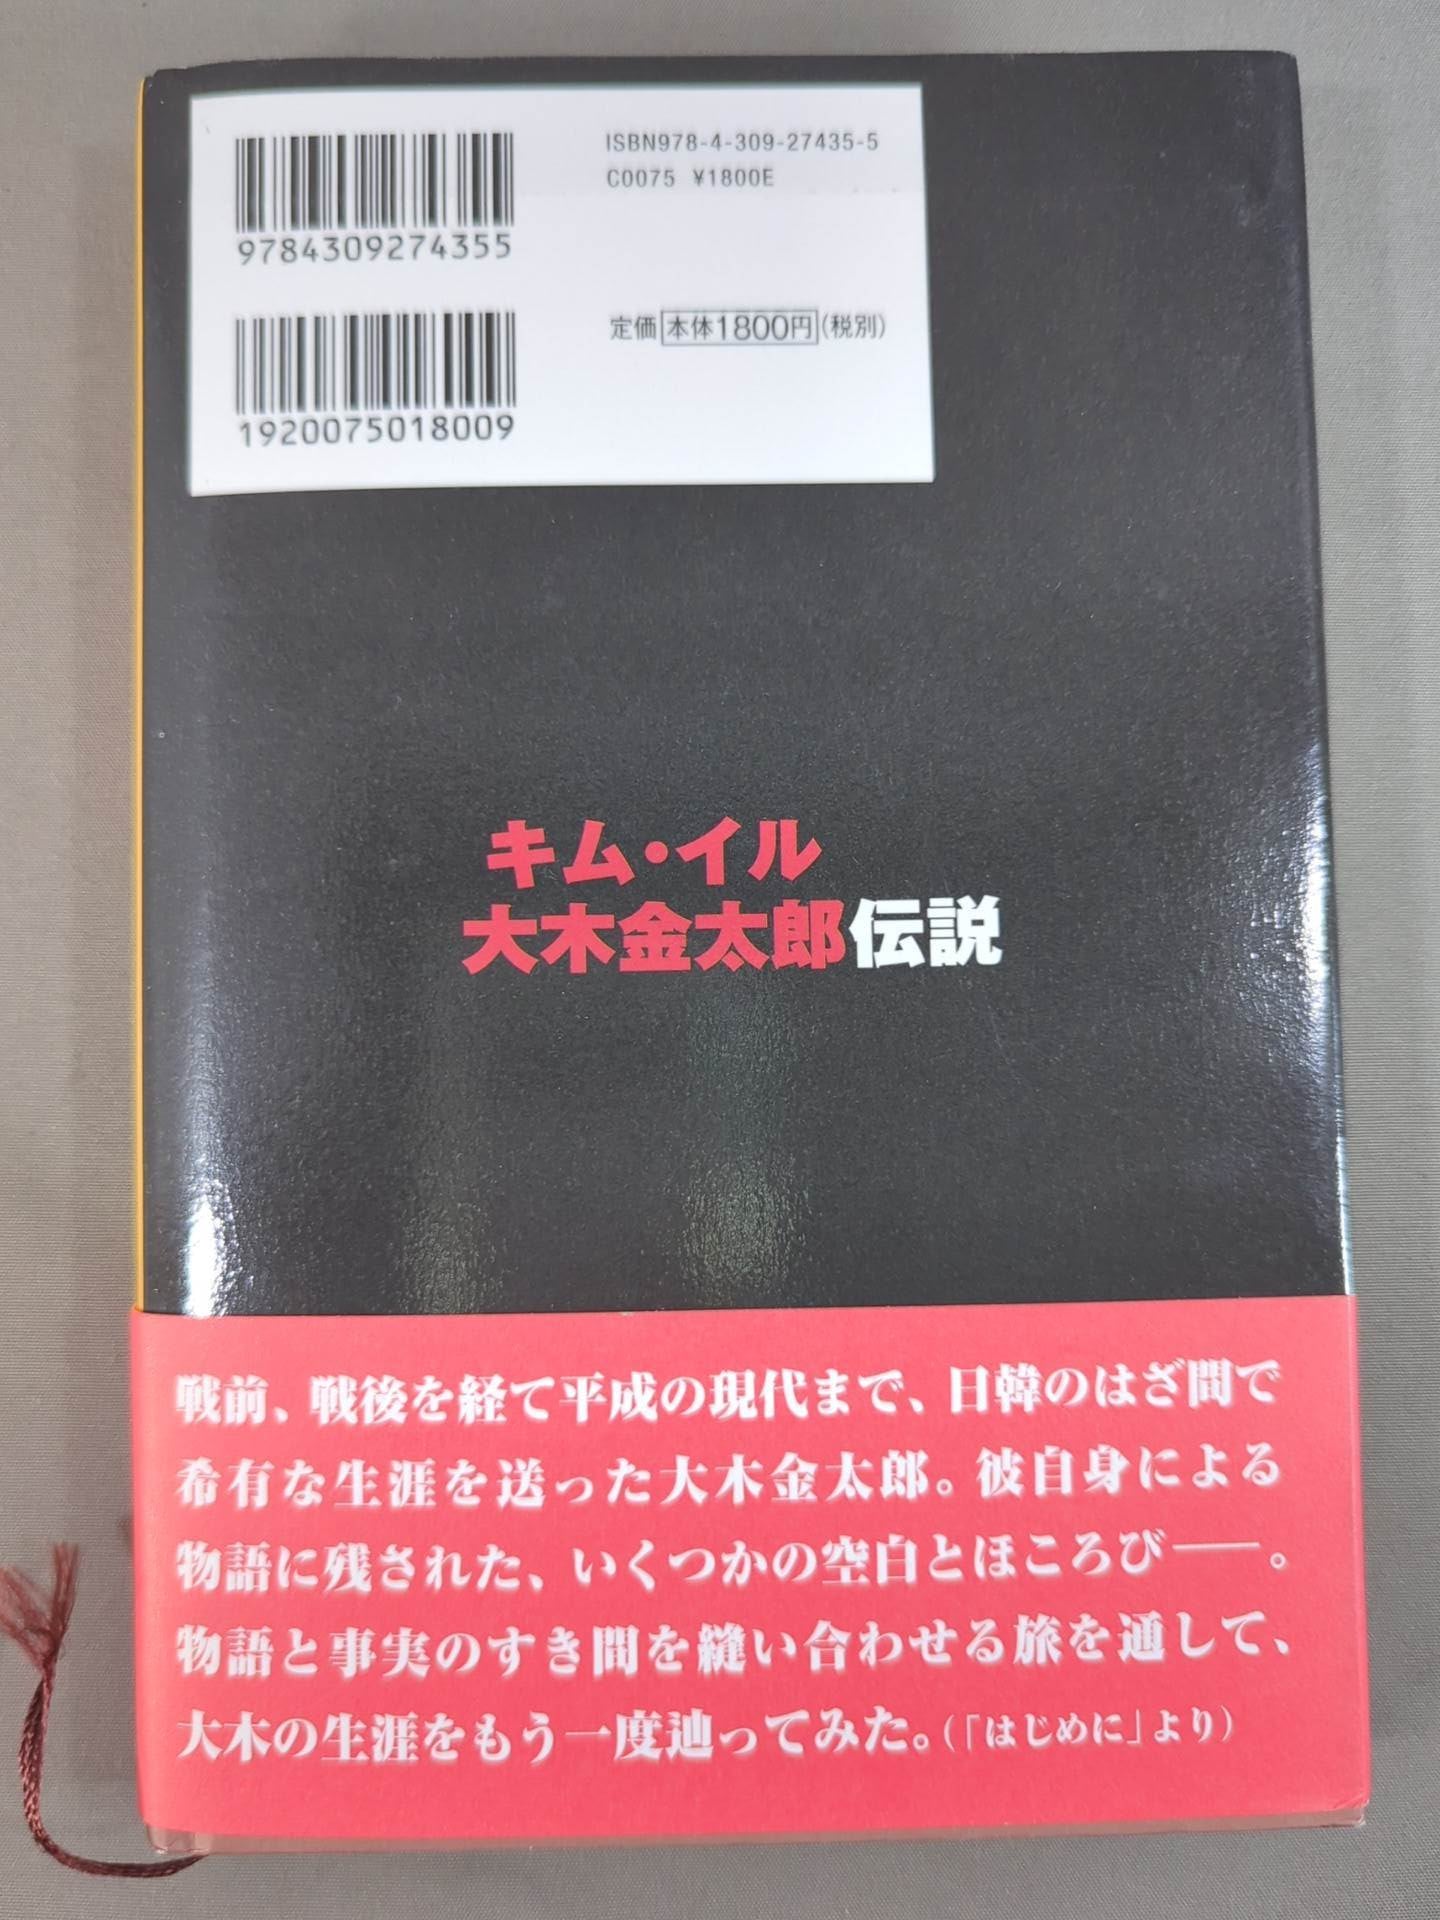 ISBN978-4-309-27435-5
C0075 ¥1800E
9784309274355
定価 本体1800円(税別)
1920075018009
キム・イル
大木金太郎伝説
戦前、戦後を経て平成の現代まで、日韓のはざ間で
希有な生涯を送った大木金太郎。彼自身による
物語に残された、いくつかの空白とほころび――。
物語と事実のすき間を縫い合わせる旅を通して、
大木の生涯をもう一度辿ってみた。(「はじめに」より)